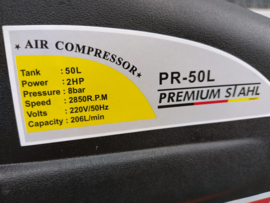 ★ AIR COMPRESSOR★
Tank : 50L
Power : 2HP
Pressure : 8bar
Speed : 2850R.P.M
Volts : 220V/50Hz
Capacity : 206L/min
PR-50L
PREMIUM STAHL